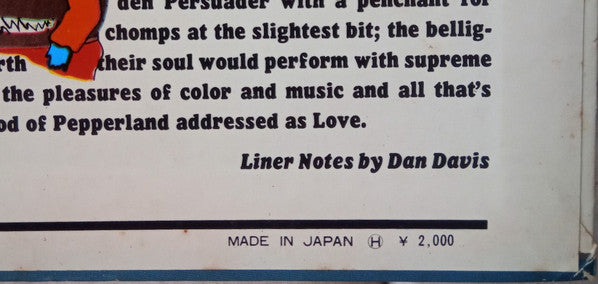 den Persuader with a penchant for
chomps at the slightest bit; the bellig-
rth their soul would perform with supreme
the pleasures of color and music and all that's
od of Pepperland addressed as Love.
Liner Notes by Dan Davis
MADE IN JAPAN Ⓗ ¥ 2,000